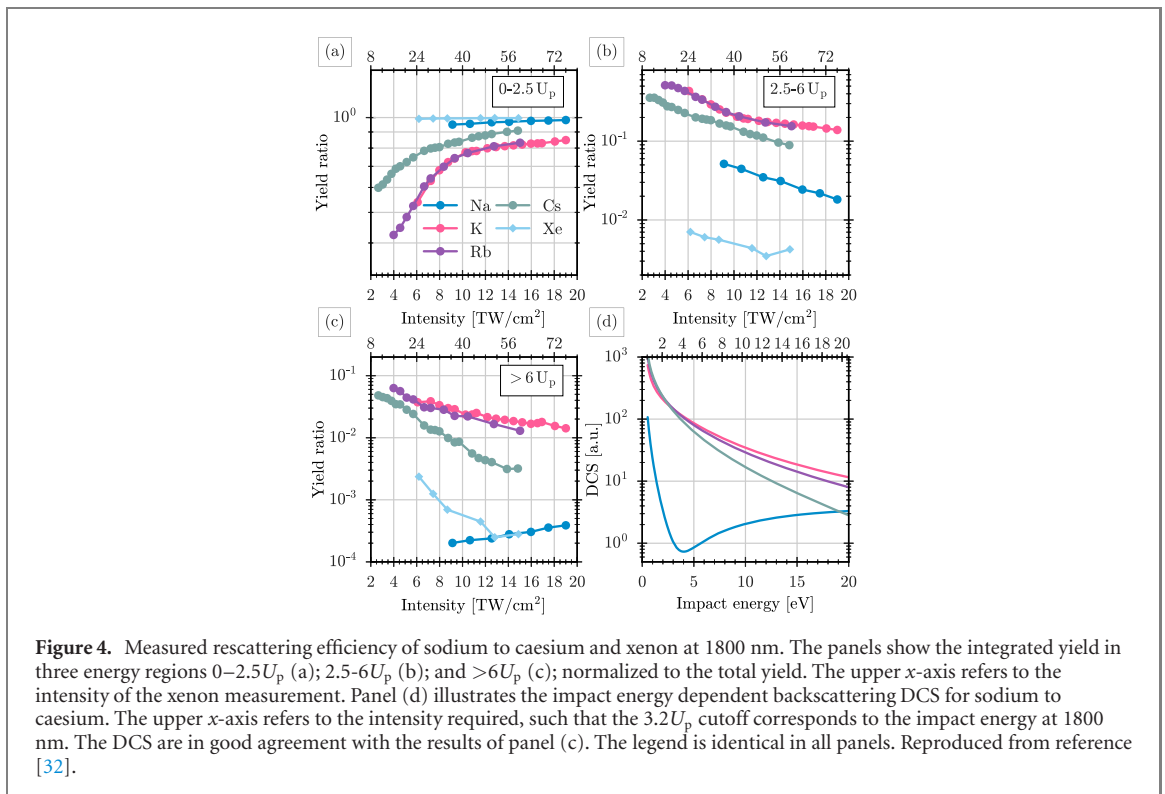 (a)
8 24 40 56 72
0-2.5 Uₚ
10⁰
Yield ratio
Na
K
Rb
Cs
Xe
2 4 6 8 10 12 14 16 18 20
Intensity [TW/cm²]
(b)
8 24 40 56 72
2.5-6 Uₚ
10⁻¹
10⁻²
Yield ratio
2 4 6 8 10 12 14 16 18 20
Intensity [TW/cm²]
(c)
8 24 40 56 72
> 6 Uₚ
10⁻¹
10⁻²
10⁻³
10⁻⁴
Yield ratio
2 4 6 8 10 12 14 16 18 20
Intensity [TW/cm²]
(d)
2 4 6 8 10 12 14 16 18 20
10³
10²
10¹
10⁰
DCS [a.u.]
0 5 10 15 20
Impact energy [eV]
Figure 4. Measured rescattering efficiency of sodium to caesium and xenon at 1800 nm. The panels show the integrated yield in
three energy regions 0–2.5Uₚ (a); 2.5-6Uₚ (b); and >6Uₚ (c); normalized to the total yield. The upper x-axis refers to the
intensity of the xenon measurement. Panel (d) illustrates the impact energy dependent backscattering DCS for sodium to
caesium. The upper x-axis refers to the intensity required, such that the 3.2Uₚ cutoff corresponds to the impact energy at 1800
nm. The DCS are in good agreement with the results of panel (c). The legend is identical in all panels. Reproduced from reference
[32].